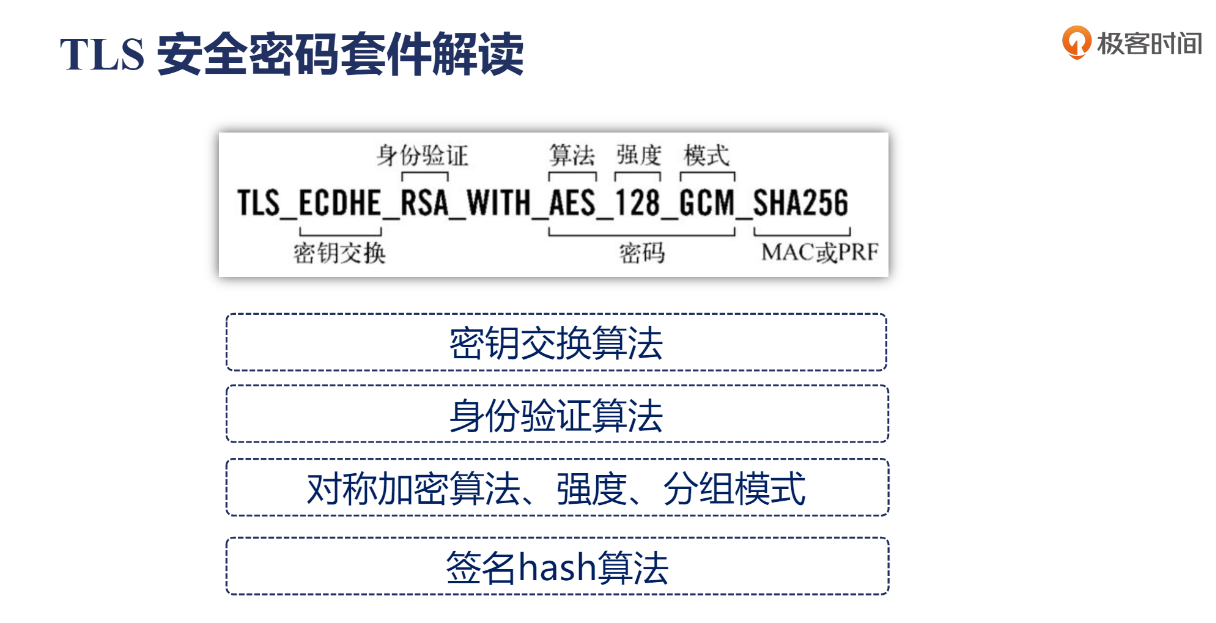 TLS 安全密码套件解读
极客时间
身份验证 算法 强度 模式
TLS_ECDHE_RSA_WITH_AES_128_GCM_SHA256
密钥交换 密码 MAC或PRF
密钥交换算法
身份验证算法
对称加密算法、强度、分组模式
签名hash算法